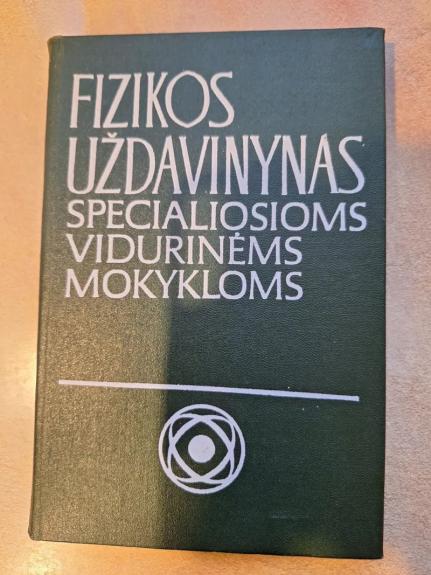 FIZIKOS
UŽDAVINYNAS
SPECIALIOSIOMS
VIDURINĖMS
MOKYKLOMS